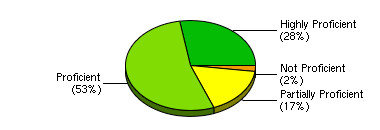 Highly Proficient
(28%)
Not Proficient
(2%)
Partially Proficient
(17%)
Proficient
(53%)